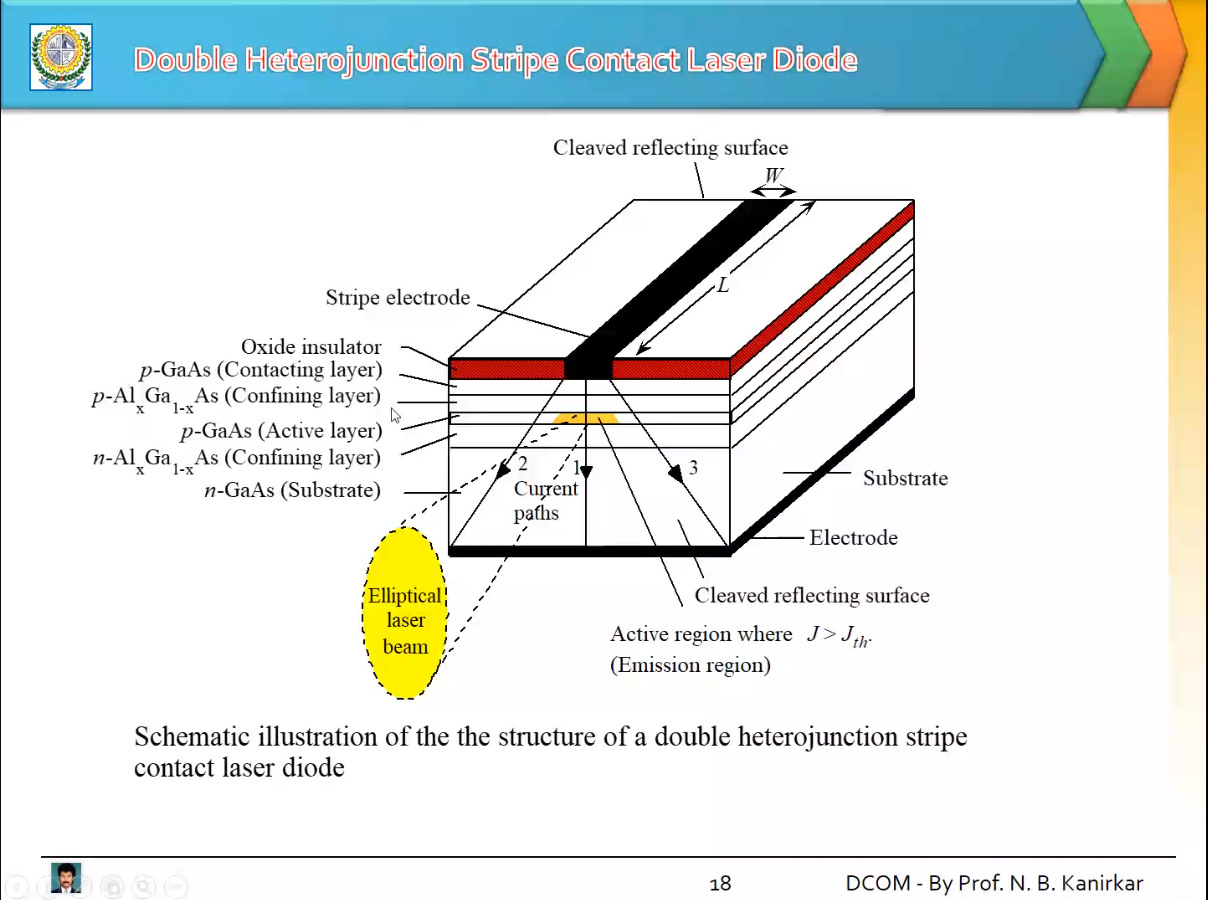 Double Heterojunction Stripe Contact Laser Diode
Cleaved reflecting surface
W
L
Stripe electrode
Oxide insulator
p-GaAs (Contacting layer)
p-AlxGa1-xAs (Confining layer)
p-GaAs (Active layer)
n-AlxGa1-xAs (Confining layer)
n-GaAs (Substrate)
2
1
3
Current
paths
Substrate
Electrode
Elliptical
laser
beam
Cleaved reflecting surface
Active region where J > Jth.
(Emission region)
Schematic illustration of the the structure of a double heterojunction stripe
contact laser diode
18
DCOM - By Prof. N. B. Kanirkar